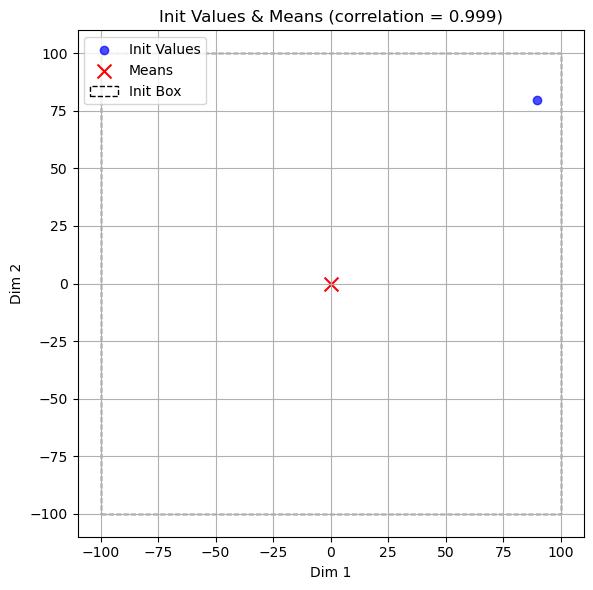 Init Values & Means (correlation = 0.999)
Init Values
Means
Init Box
100
75
50
25
0
−25
−50
−75
−100
Dim 2
−100 −75 −50 −25 0 25 50 75 100
Dim 1